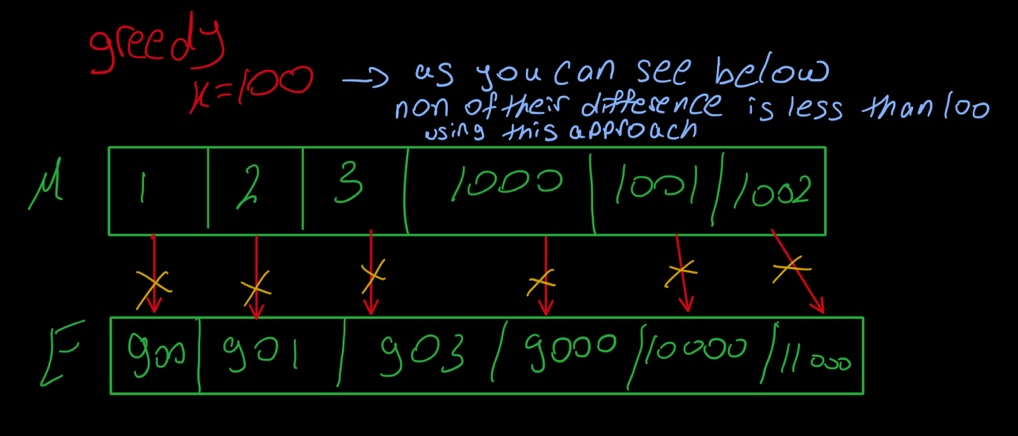 greedy
K=100 → as you can see below
non of their difference is less than 100
using this approach
M 1 2 3 1000 1001 1002
F 900 901 903 9000 10000 11000